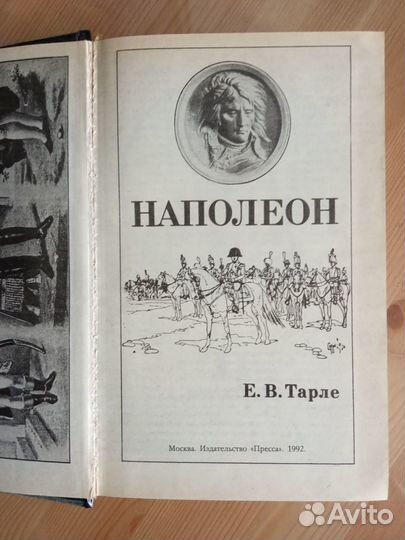 НАПОЛЕОН
Е. В. Тарле
Москва. Издательство «Пресса». 1992.
Avito